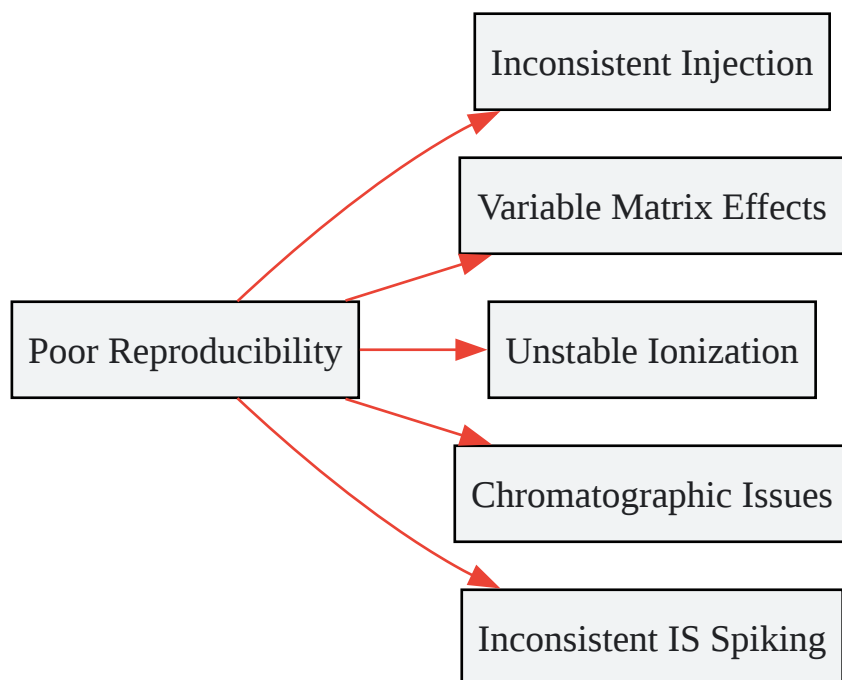 Inconsistent Injection
Variable Matrix Effects
Poor Reproducibility
Unstable Ionization
Chromatographic Issues
Inconsistent IS Spiking